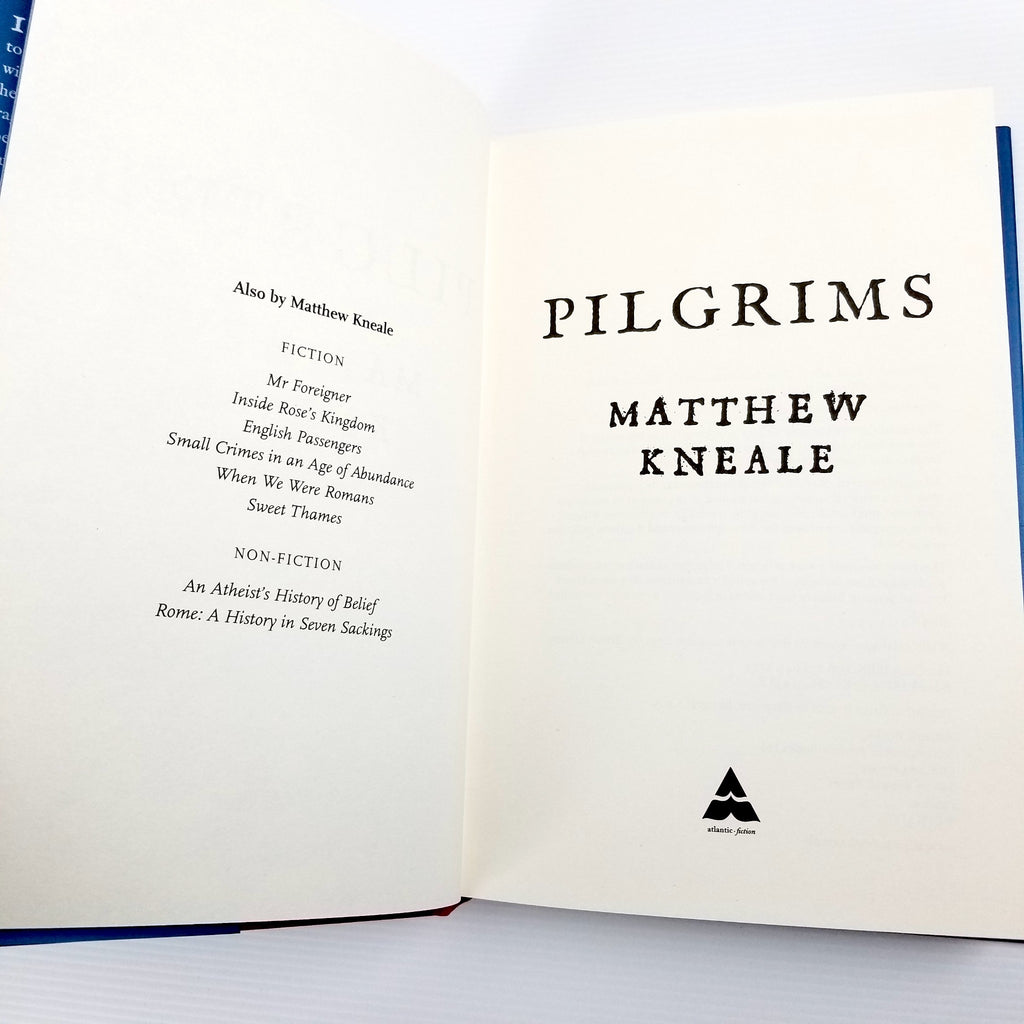 I
to
wi
Also by Matthew Kneale
FICTION
Mr Foreigner
Inside Rose's Kingdom
English Passengers
Small Crimes in an Age of Abundance
When We Were Romans
Sweet Thames
NON-FICTION
An Atheist's History of Belief
Rome: A History in Seven Sackings
PILGRIMS
MATTHEW
KNEALE
atlantic·fiction